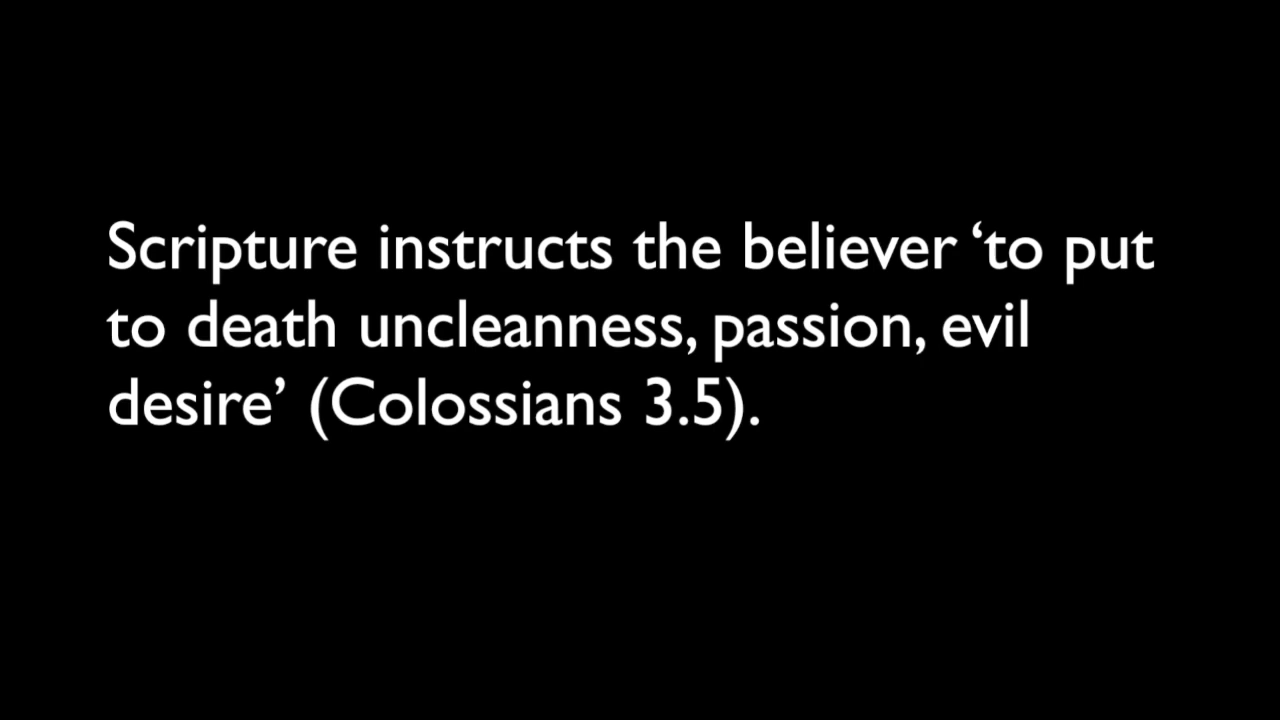 Scripture instructs the believer ‘to put
to death uncleanness, passion, evil
desire’ (Colossians 3.5).